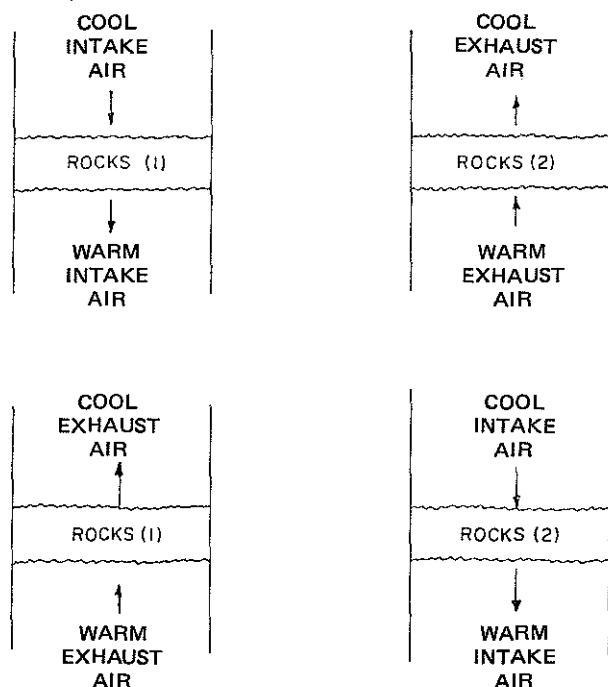 COOL
INTAKE
AIR
ROCKS (1)
WARM
INTAKE
AIR
COOL
EXHAUST
AIR
ROCKS (2)
WARM
EXHAUST
AIR
COOL
EXHAUST
AIR
ROCKS (1)
WARM
EXHAUST
AIR
COOL
INTAKE
AIR
ROCKS (2)
WARM
INTAKE
AIR